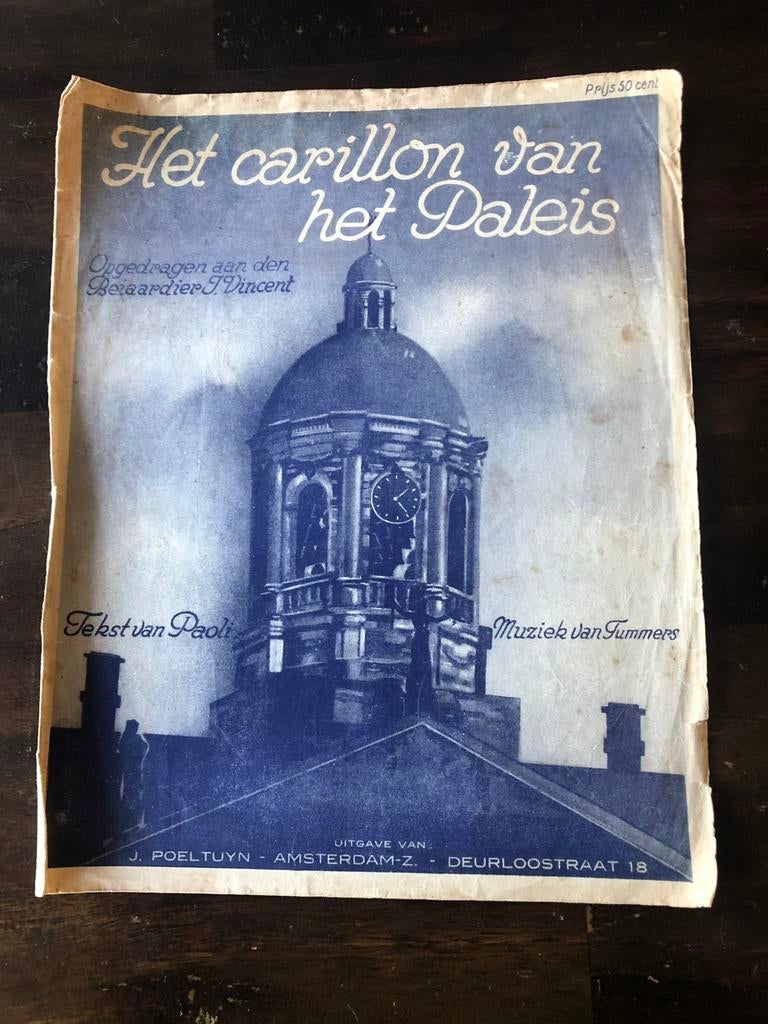 Prijs 50 cent
Het carillon van
het Paleis
Opgedragen aan den
Beiaardier J. Vincent
Tekst van Paoli
Muziek van Tummers
UITGAVE VAN:
J. POELTUYN - AMSTERDAM-Z. - DEURLOOSTRAAT 18